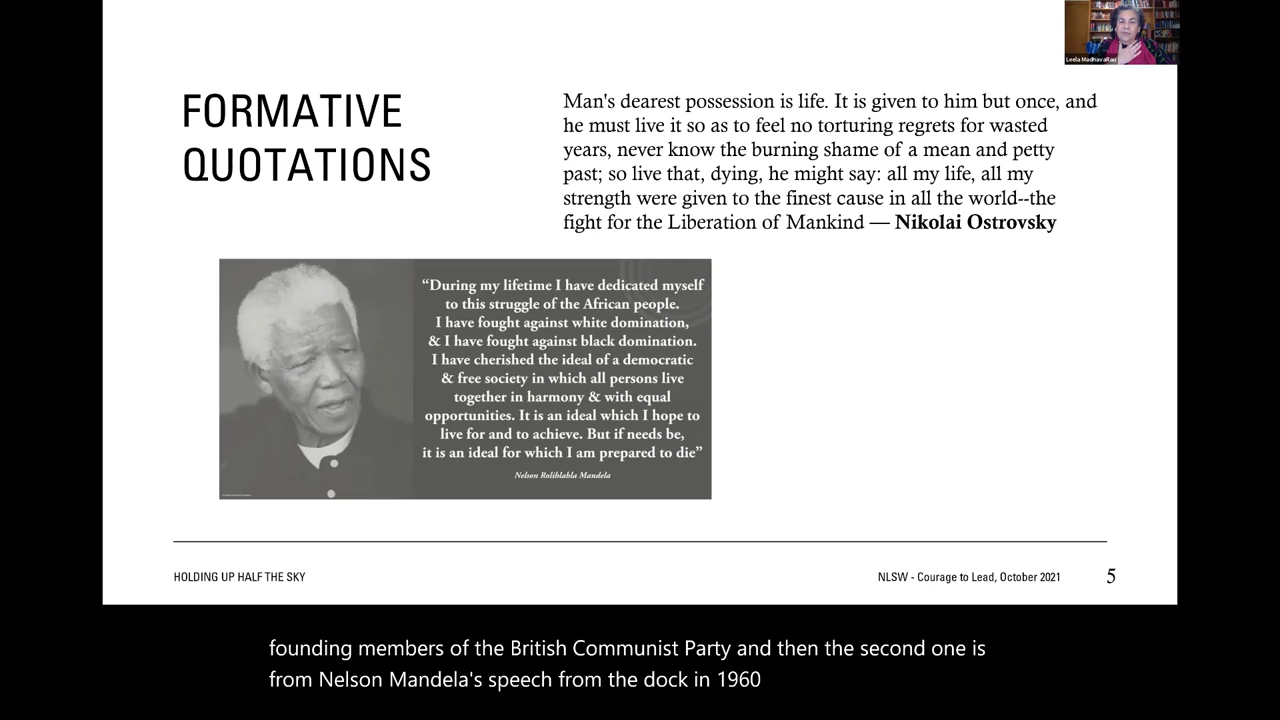 Leela MadhavaRau
FORMATIVE
QUOTATIONS
Man's dearest possession is life. It is given to him but once, and
he must live it so as to feel no torturing regrets for wasted
years, never know the burning shame of a mean and petty
past; so live that, dying, he might say: all my life, all my
strength were given to the finest cause in all the world--the
fight for the Liberation of Mankind — Nikolai Ostrovsky
“During my lifetime I have dedicated myself
to this struggle of the African people.
I have fought against white domination,
& I have fought against black domination.
I have cherished the ideal of a democratic
& free society in which all persons live
together in harmony & with equal
opportunities. It is an ideal which I hope to
live for and to achieve. But if needs be,
it is an ideal for which I am prepared to die”
Nelson Rolihlahla Mandela
HOLDING UP HALF THE SKY
NLSW - Courage to Lead, October 2021
5
founding members of the British Communist Party and then the second one is
from Nelson Mandela's speech from the dock in 1960